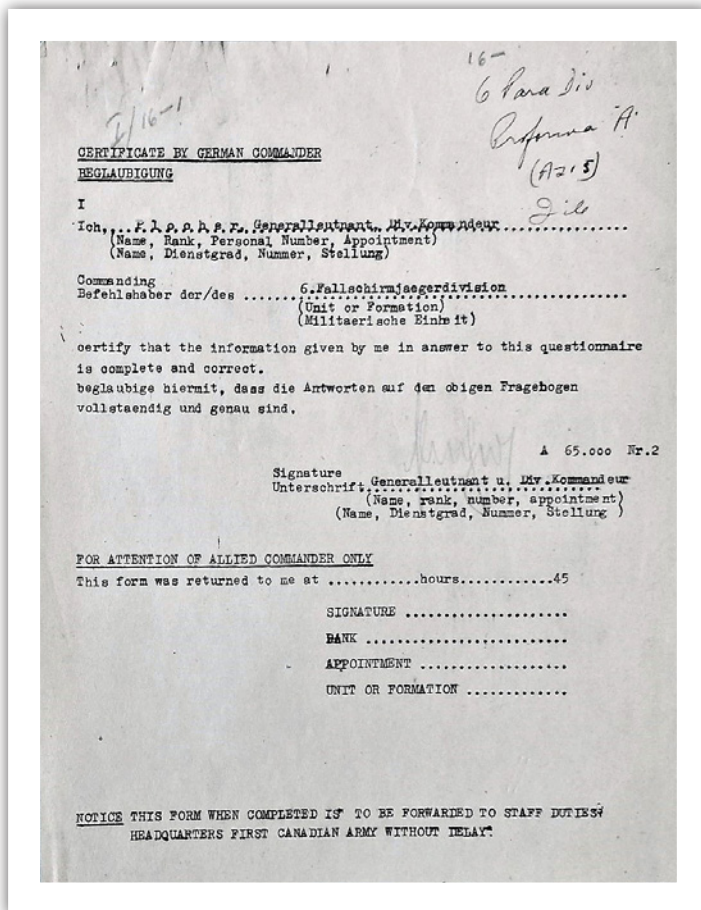 16-
6 Para Div
Proforma 'A'
(A215)
File
I/16-1
CERTIFICATE BY GERMAN COMMANDER
BEGLAUBIGUNG
I
Ich,...P l o c h e r, Generalleutnant, Div.Kommandeur..................
(Name, Rank, Personal Number, Appointment)
(Name, Dienstgrad, Nummer, Stellung)
Commanding
Befehlshaber der/des .......6.Fallschirmjaegerdivision.................
(Unit or Formation)
(Militaerische Einheit)
certify that the information given by me in answer to this questionnaire
is complete and correct.
beglaubige hiermit, dass die Antworten auf den obigen Fragebogen
vollstaendig und genau sind.
A 65.000 Nr.2
Signature
Unterschrift.Generalleutnant u. Div.Kommandeur
(Name, rank, number, appointment)
(Name, Dienstgrad, Nummer, Stellung )
FOR ATTENTION OF ALLIED COMMANDER ONLY
This form was returned to me at ............hours...........45
SIGNATURE .....................
RANK ......................
APPOINTMENT ................
UNIT OR FORMATION .............
NOTICE THIS FORM WHEN COMPLETED IS TO BE FORWARDED TO STAFF DUTIES,
HEADQUARTERS FIRST CANADIAN ARMY WITHOUT DELAY.